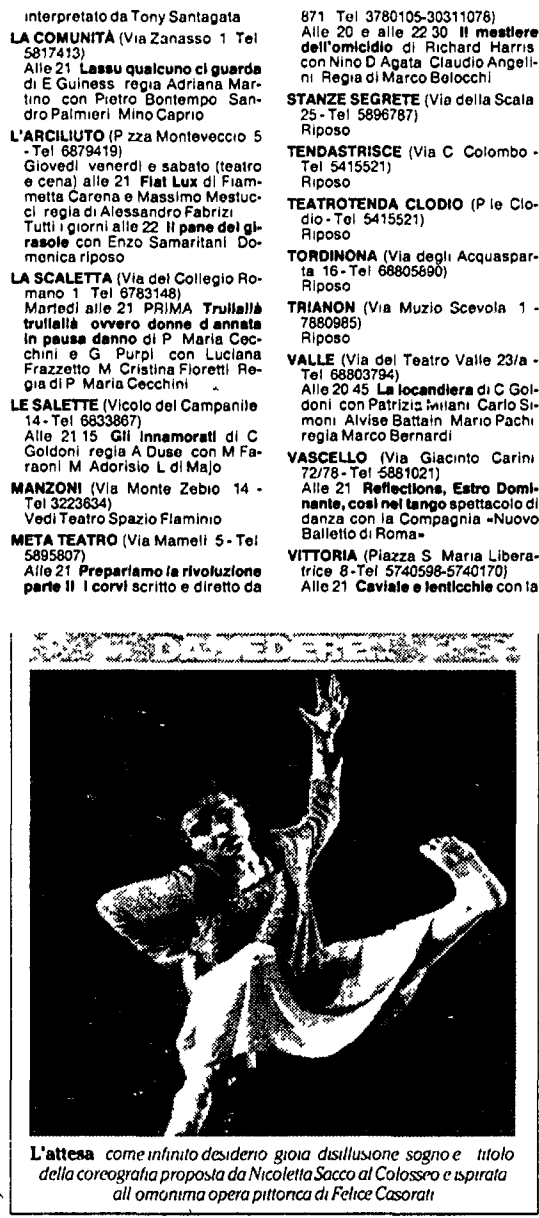 interpretato da Tony Santagata
LA COMUNITÀ (Via Zanasso 1 Tel
5817413)
Alle 21 Lassu qualcuno ci guarda
di E Guiness regia Adriana Mar-
tino con Pietro Bontempo San-
dro Palmieri Mino Caprio
L'ARCILIUTO (P zza Montevecchio 5
- Tel 6879419)
Giovedì venerdì e sabato (teatro
e cena) alle 21 Fiat Lux di Fiam-
metta Carena e Massimo Mestuc-
ci regia di Alessandro Fabrizi
Tutti i giorni alle 22 Il pane del gi-
rasole con Enzo Samaritani Do-
menica riposo
LA SCALETTA (Via del Collegio Ro-
mano 1 Tel 6783148)
Martedì alle 21 PRIMA Trullallà
trullallà ovvero donne d annata
in pausa danno di P Maria Cec-
chini e G Purpi con Luciana
Frazzetto M Cristina Fioretti Re-
gia di P Maria Cecchini
LE SALETTE (Vicolo del Campanile
14 - Tel 6833867)
Alle 21 15 Gli innamorati di C
Goldoni regia A Duse con M Fa-
raoni M Adorisio L di Majo
MANZONI (Via Monte Zebio 14 -
Tel 3223634)
Vedi Teatro Spazio Flaminio
META TEATRO (Via Mameli 5 - Tel
5895807)
Alle 21 Prepariamo la rivoluzione
parte II I corvi scritto e diretto da
871 Tel 3780105-30311078)
Alle 20 e alle 22 30 Il mestiere
dell'omicidio di Richard Harris
con Nino D Agata Claudio Angeli-
ni Regia di Marco Belocchi
STANZE SEGRETE (Via della Scala
25 - Tel 5896787)
Riposo
TENDASTRISCE (Via C Colombo -
Tel 5415521)
Riposo
TEATROTENDA CLODIO (P le Clo-
dio - Tel 5415521)
Riposo
TORDINONA (Via degli Acquaspar-
ta 16 - Tel 68805890)
Riposo
TRIANON (Via Muzio Scevola 1 -
7880985)
Riposo
VALLE (Via del Teatro Valle 23/a -
Tel 68803794)
Alle 20 45 La locandiera di C Gol-
doni con Patrizia Milani Carlo Si-
moni Alvise Battain Mario Pachi
regia Marco Bernardi
VASCELLO (Via Giacinto Carini
72/78 - Tel 5881021)
Alle 21 Reflections, Estro Domi-
nante, così nel tango spettacolo di
danza con la Compagnia «Nuovo
Balletto di Roma»
VITTORIA (Piazza S Maria Libera-
trice 8 - Tel 5740598-5740170)
Alle 21 Caviale e lenticchie con la
DA VEDERE
L'attesa come infinito desiderio gioia disillusione sogno e titolo
della coreografia proposta da Nicoletta Sacco al Colosseo e ispirata
all omonima opera pittorica di Felice Casorati